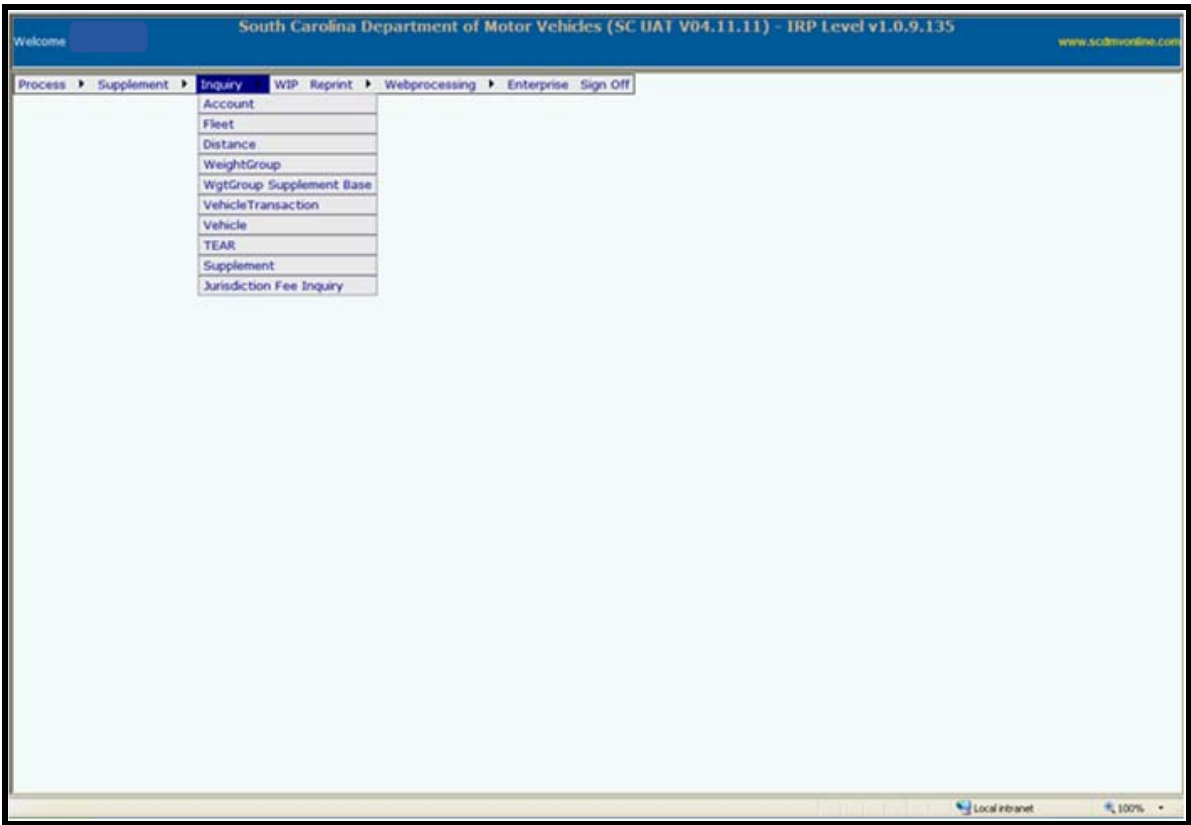 South Carolina Department of Motor Vehicles (SC UAT V04.11.11) - IRP Level v1.0.9.135
Welcome
www.scdmvonline.com
Process Supplement Inquiry WIP Reprint Webprocessing Enterprise Sign Off
Account
Fleet
Distance
WeightGroup
WgtGroup Supplement Base
VehicleTransaction
Vehicle
TEAR
Supplement
Jurisdiction Fee Inquiry
Local intranet 100%